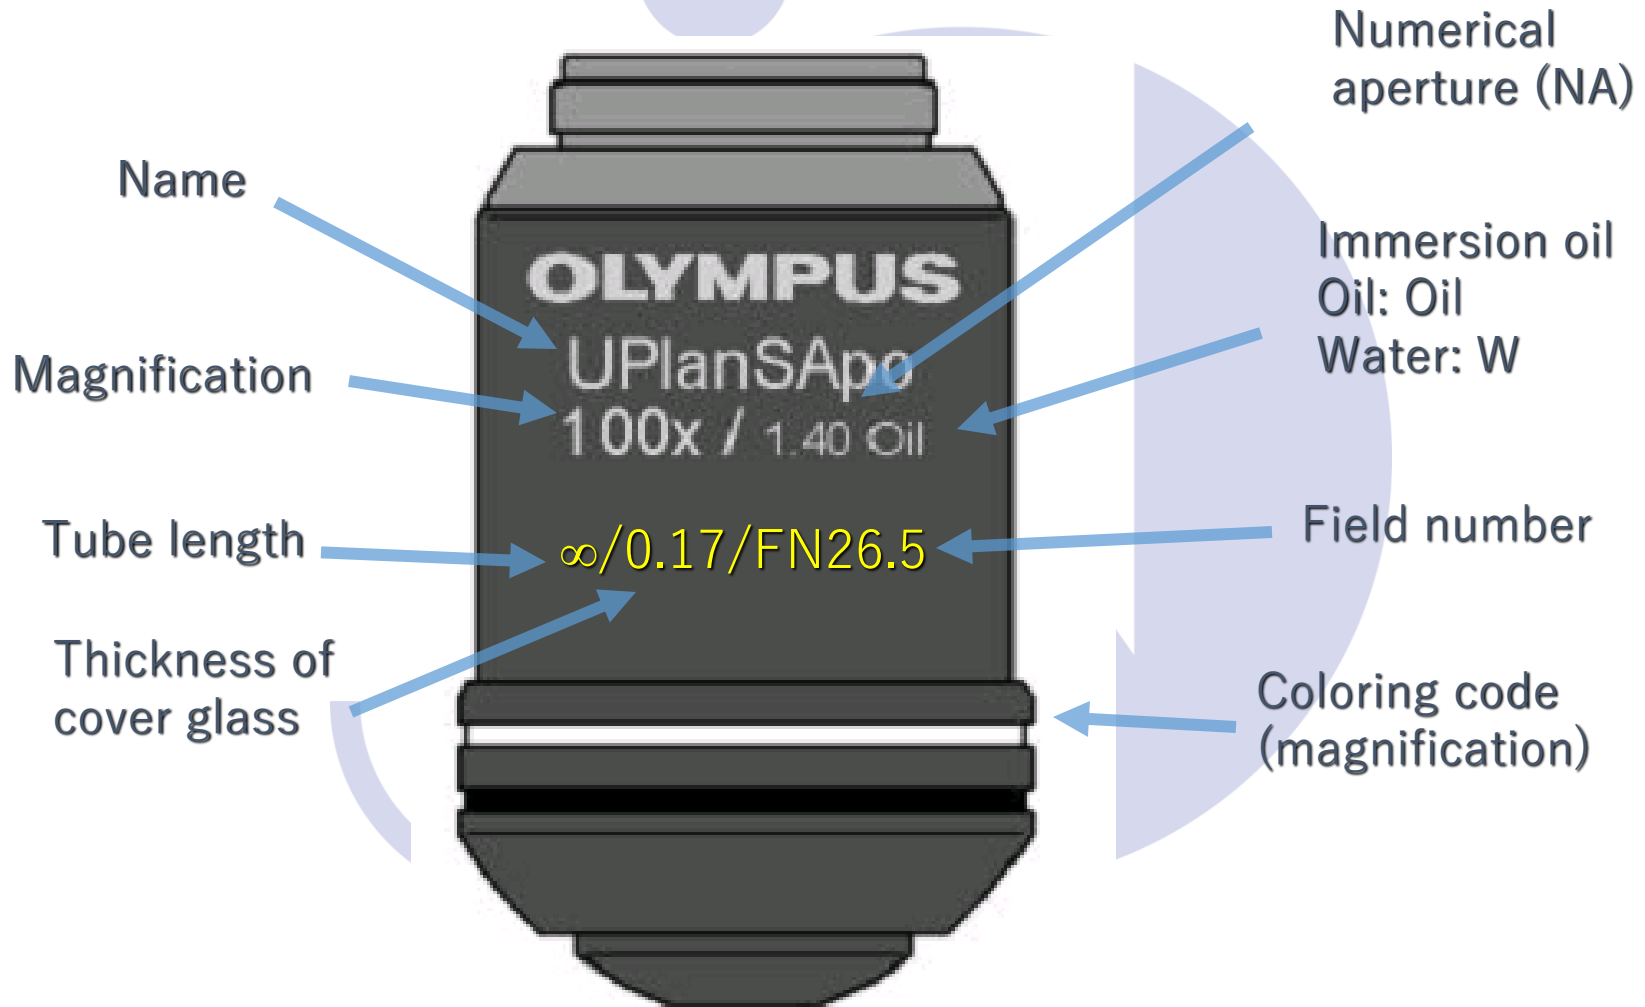 Numerical
aperture (NA)
Name
Immersion oil
Oil: Oil
Water: W
OLYMPUS
UPlanSApo
Magnification
100x / 1.40 Oil
Tube length
∞/0.17/FN26.5
Field number
Thickness of
cover glass
Coloring code
(magnification)